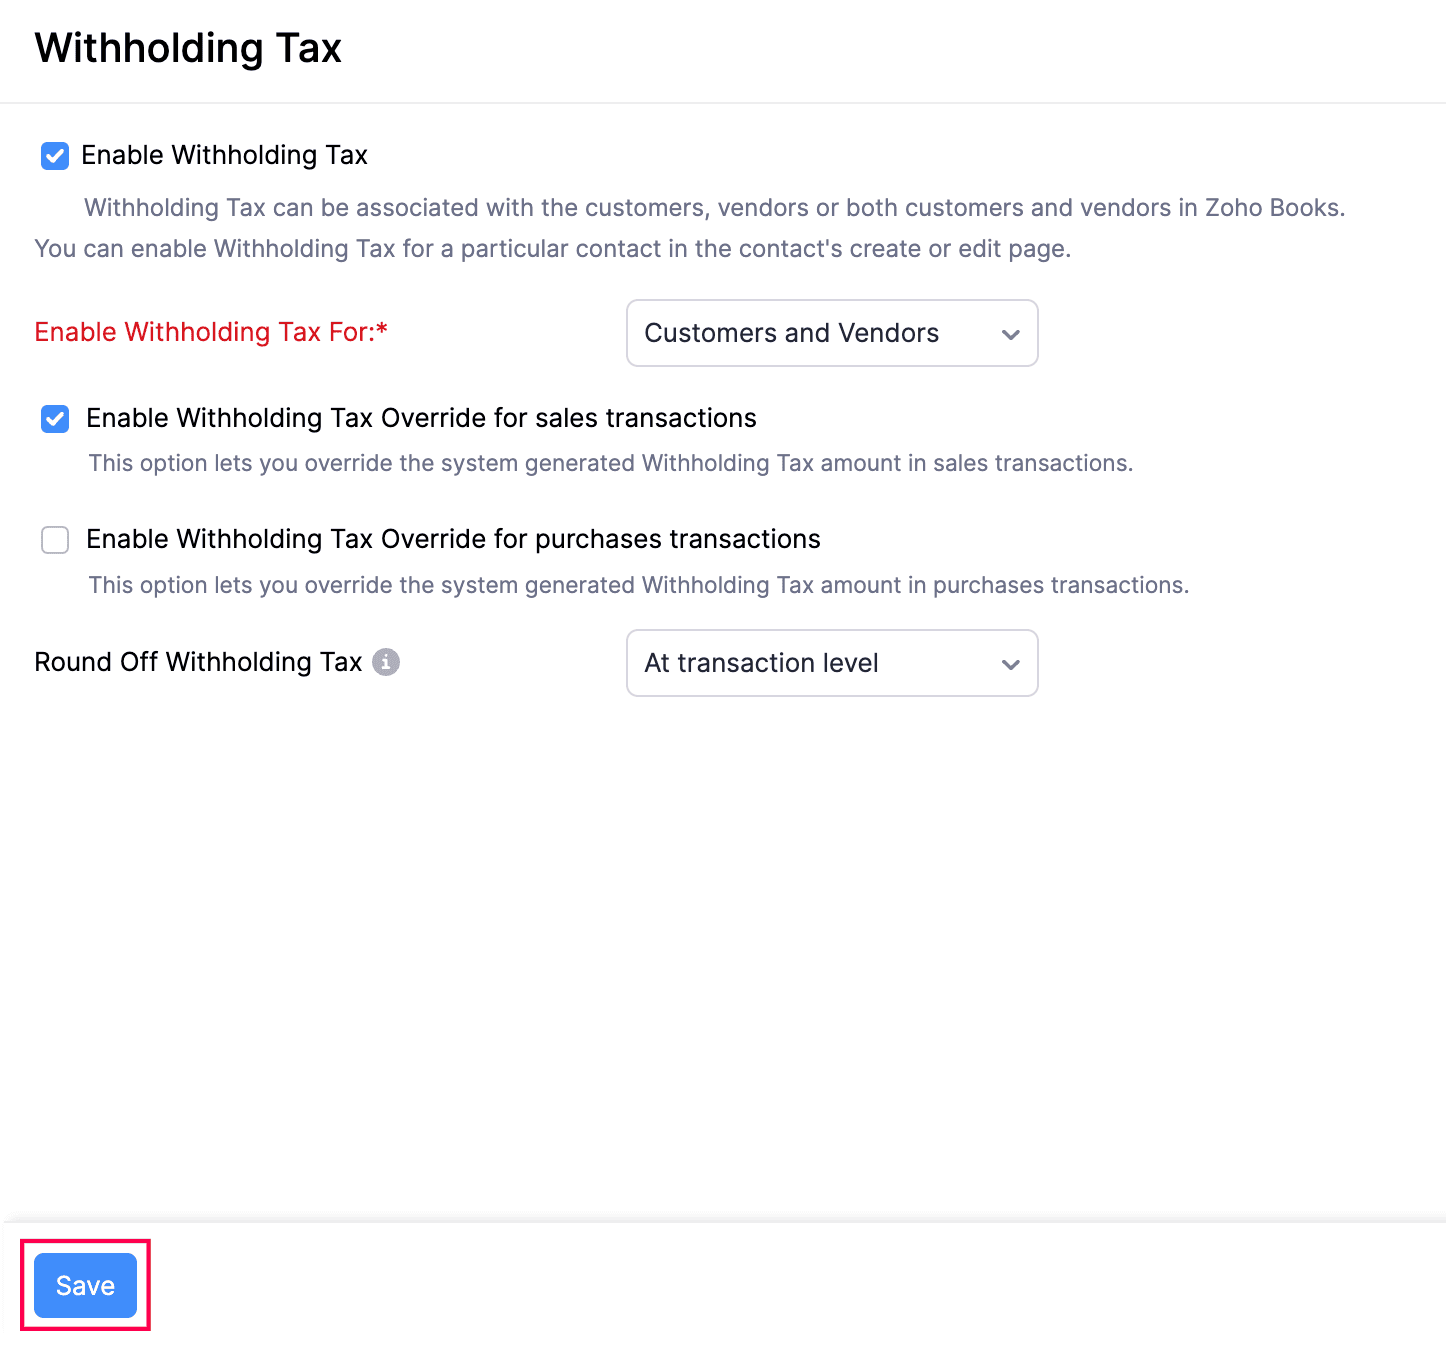 Withholding Tax
Enable Withholding Tax
Withholding Tax can be associated with the customers, vendors or both customers and vendors in Zoho Books.
You can enable Withholding Tax for a particular contact in the contact's create or edit page.
Enable Withholding Tax For:*
Customers and Vendors
Enable Withholding Tax Override for sales transactions
This option lets you override the system generated Withholding Tax amount in sales transactions.
Enable Withholding Tax Override for purchases transactions
This option lets you override the system generated Withholding Tax amount in purchases transactions.
Round Off Withholding Tax
At transaction level
Save